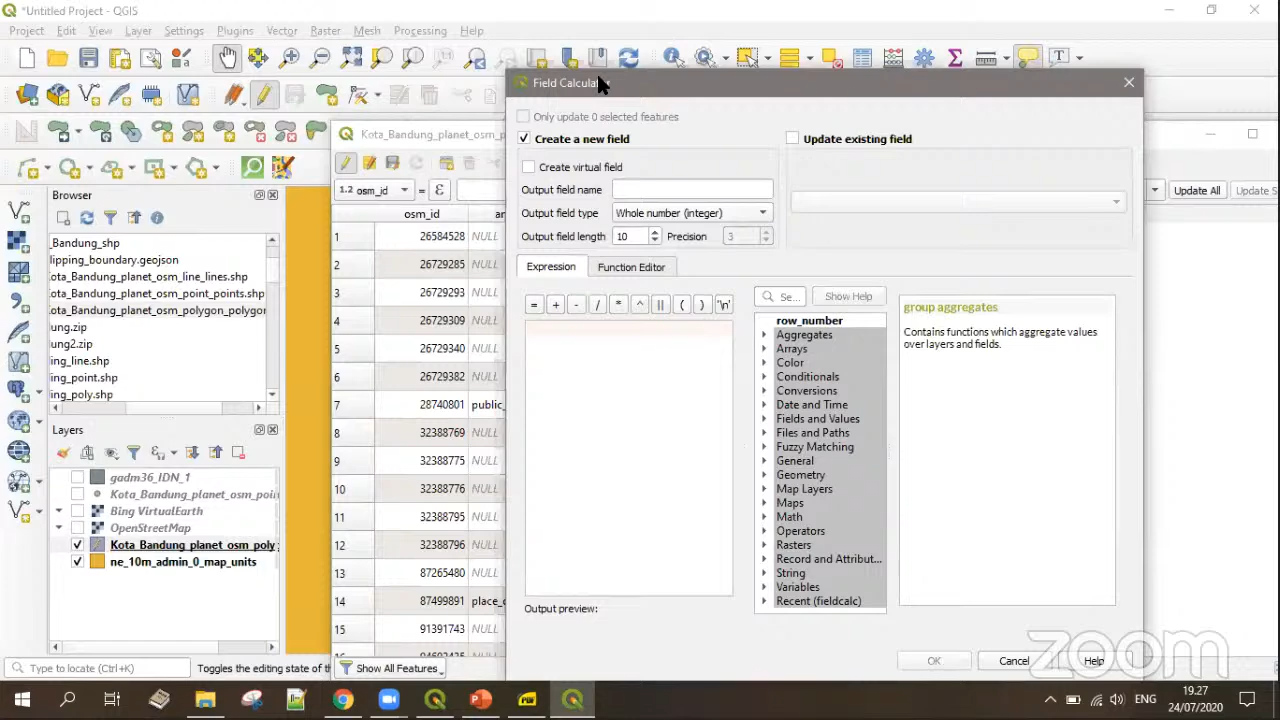 *Untitled Project - QGIS
Project Edit View Layer Settings Plugins Vector Raster Mesh Processing Help
Field Calculat
Only update 0 selected features
Create a new field
Update existing field
Create virtual field
Output field name
Output field type Whole number (integer)
Output field length 10 Precision 3
Expression Function Editor
= + - / * ^ || ( ) '\n'
Se... Show Help
row_number
Aggregates
Arrays
Color
Conditionals
Conversions
Date and Time
Fields and Values
Files and Paths
Fuzzy Matching
General
Geometry
Map Layers
Maps
Math
Operators
Rasters
Record and Attribut...
String
Variables
Recent (fieldcalc)
group aggregates
Contains functions which aggregate values
over layers and fields.
Output preview:
OK Cancel Help
Kota_Bandung_planet_osm_p
1.2 osm_id = ε
Update All Update S
osm_id
1 26584528 NULL
2 26729285 NULL
3 26729293 NULL
4 26729309 NULL
5 26729340 NULL
6 26729382 NULL
7 28740801 public_
8 32388769 NULL
9 32388775 NULL
10 32388776 NULL
11 32388795 NULL
12 32388796 NULL
13 87265480 NULL
14 87499891 place_
15 91391743 NULL
Show All Features
Browser
_Bandung_shp
lipping_boundary.geojson
ota_Bandung_planet_osm_line_lines.shp
ota_Bandung_planet_osm_point_points.shp
ota_Bandung_planet_osm_polygon_polygon
ung.zip
ung2.zip
ing_line.shp
ing_point.shp
ing_poly.shp
Layers
gadm36_IDN_1
Kota_Bandung_planet_osm_poin
Bing VirtualEarth
OpenStreetMap
Kota_Bandung_planet_osm_poly
ne_10m_admin_0_map_units
Type to locate (Ctrl+K)
Toggles the editing state of th
zoom
ENG
19.27
24/07/2020